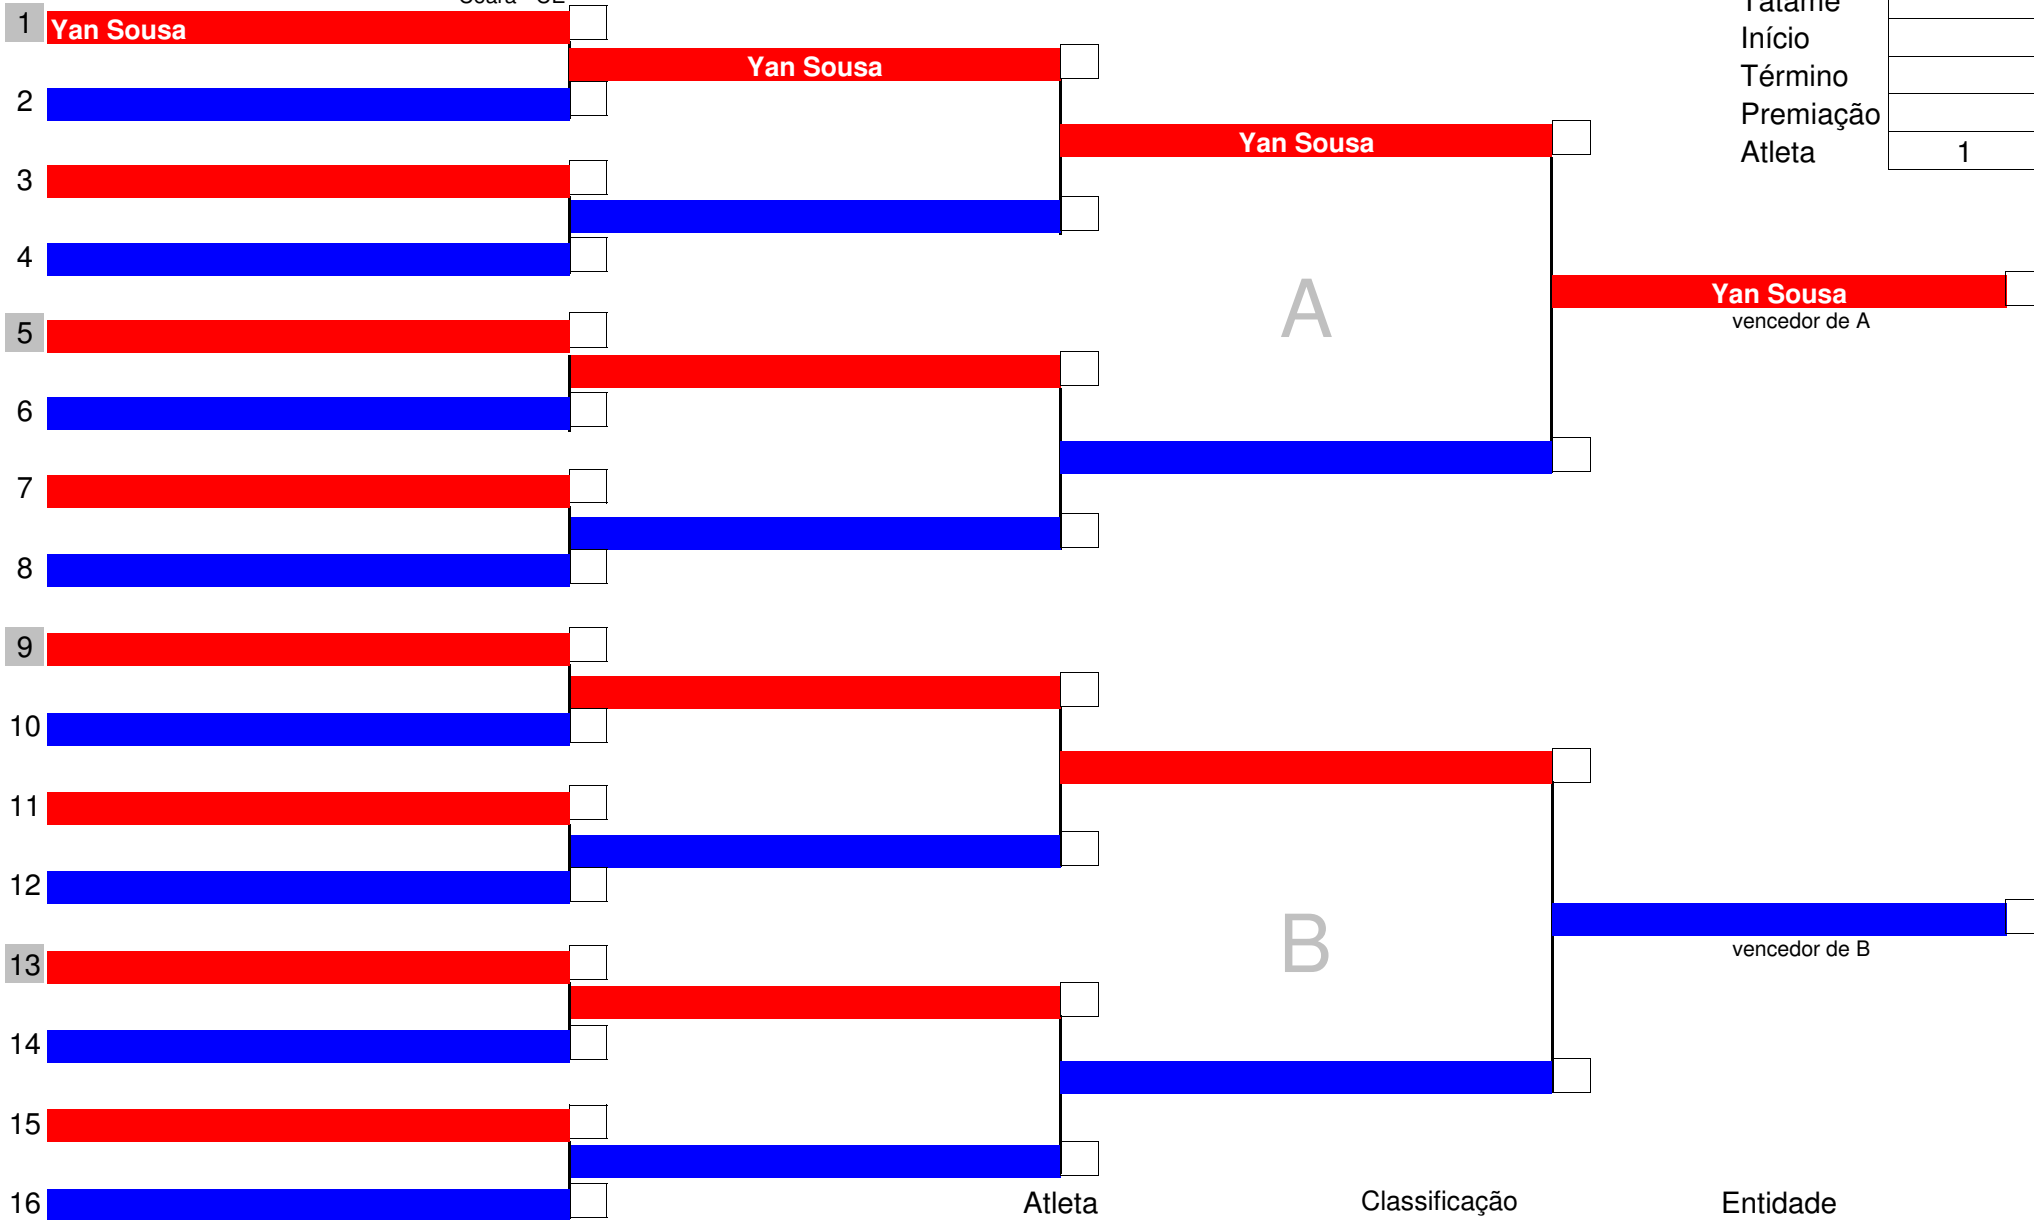 1 Yan Sousa
Yan Sousa
2
Yan Sousa
3
4
Yan Sousa
vencedor de A
A
5
6
7
8
9
10
11
12
B
vencedor de B
13
14
15
16
Tatame
Início
Término
Premiação
Atleta 1
Atleta Classificação Entidade